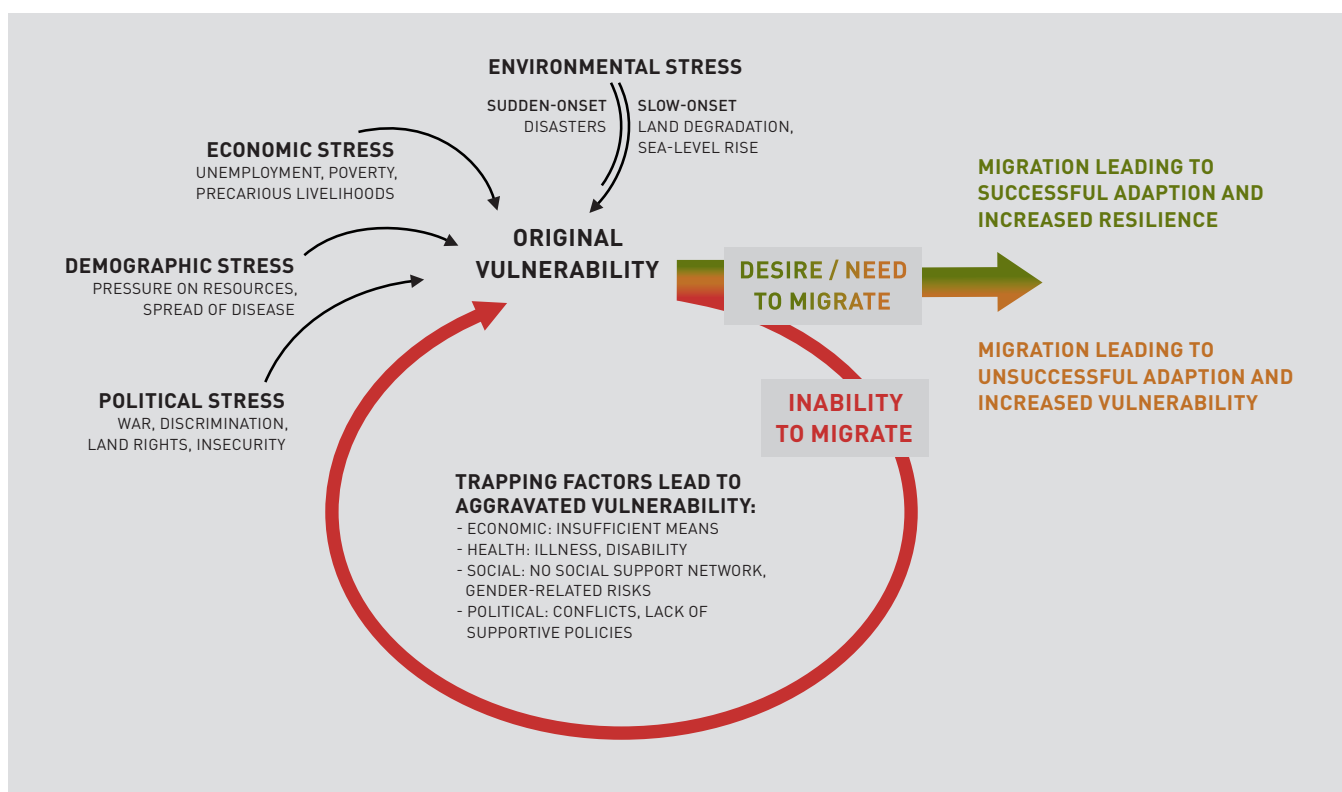 ENVIRONMENTAL STRESS
SUDDEN-ONSET
DISASTERS
SLOW-ONSET
LAND DEGRADATION,
SEA-LEVEL RISE
ECONOMIC STRESS
UNEMPLOYMENT, POVERTY,
PRECARIOUS LIVELIHOODS
DEMOGRAPHIC STRESS
PRESSURE ON RESOURCES,
SPREAD OF DISEASE
POLITICAL STRESS
WAR, DISCRIMINATION,
LAND RIGHTS, INSECURITY
ORIGINAL
VULNERABILITY
DESIRE / NEED
TO MIGRATE
MIGRATION LEADING TO
SUCCESSFUL ADAPTION AND
INCREASED RESILIENCE
MIGRATION LEADING TO
UNSUCCESSFUL ADAPTION AND
INCREASED VULNERABILITY
INABILITY
TO MIGRATE
TRAPPING FACTORS LEAD TO
AGGRAVATED VULNERABILITY:
- ECONOMIC: INSUFFICIENT MEANS
- HEALTH: ILLNESS, DISABILITY
- SOCIAL: NO SOCIAL SUPPORT NETWORK,
GENDER-RELATED RISKS
- POLITICAL: CONFLICTS, LACK OF
SUPPORTIVE POLICIES